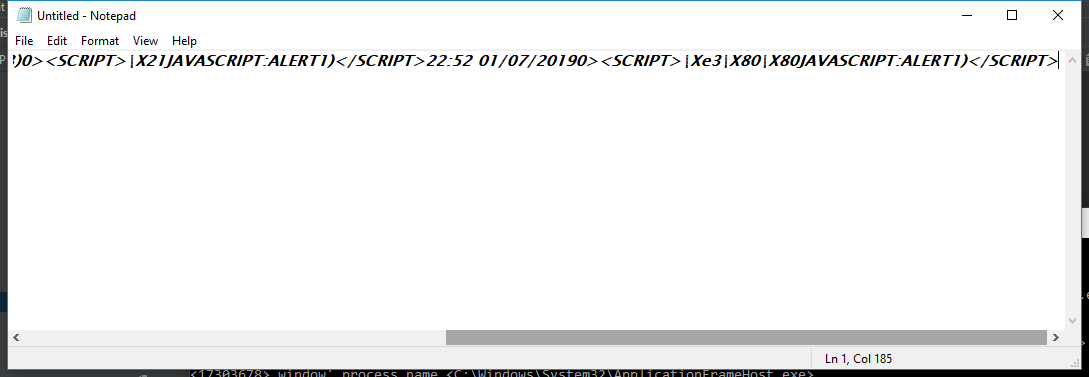 Untitled - Notepad
File Edit Format View Help
)0><SCRIPT>|X21JAVASCRIPT:ALERT1)</SCRIPT>22:52 01/07/20190><SCRIPT>|Xe3|X80|X80JAVASCRIPT:ALERT1)</SCRIPT>
Ln 1, Col 185
<17303678> window' process name <C:\Windows\System32\ApplicationFrameHost.exe>